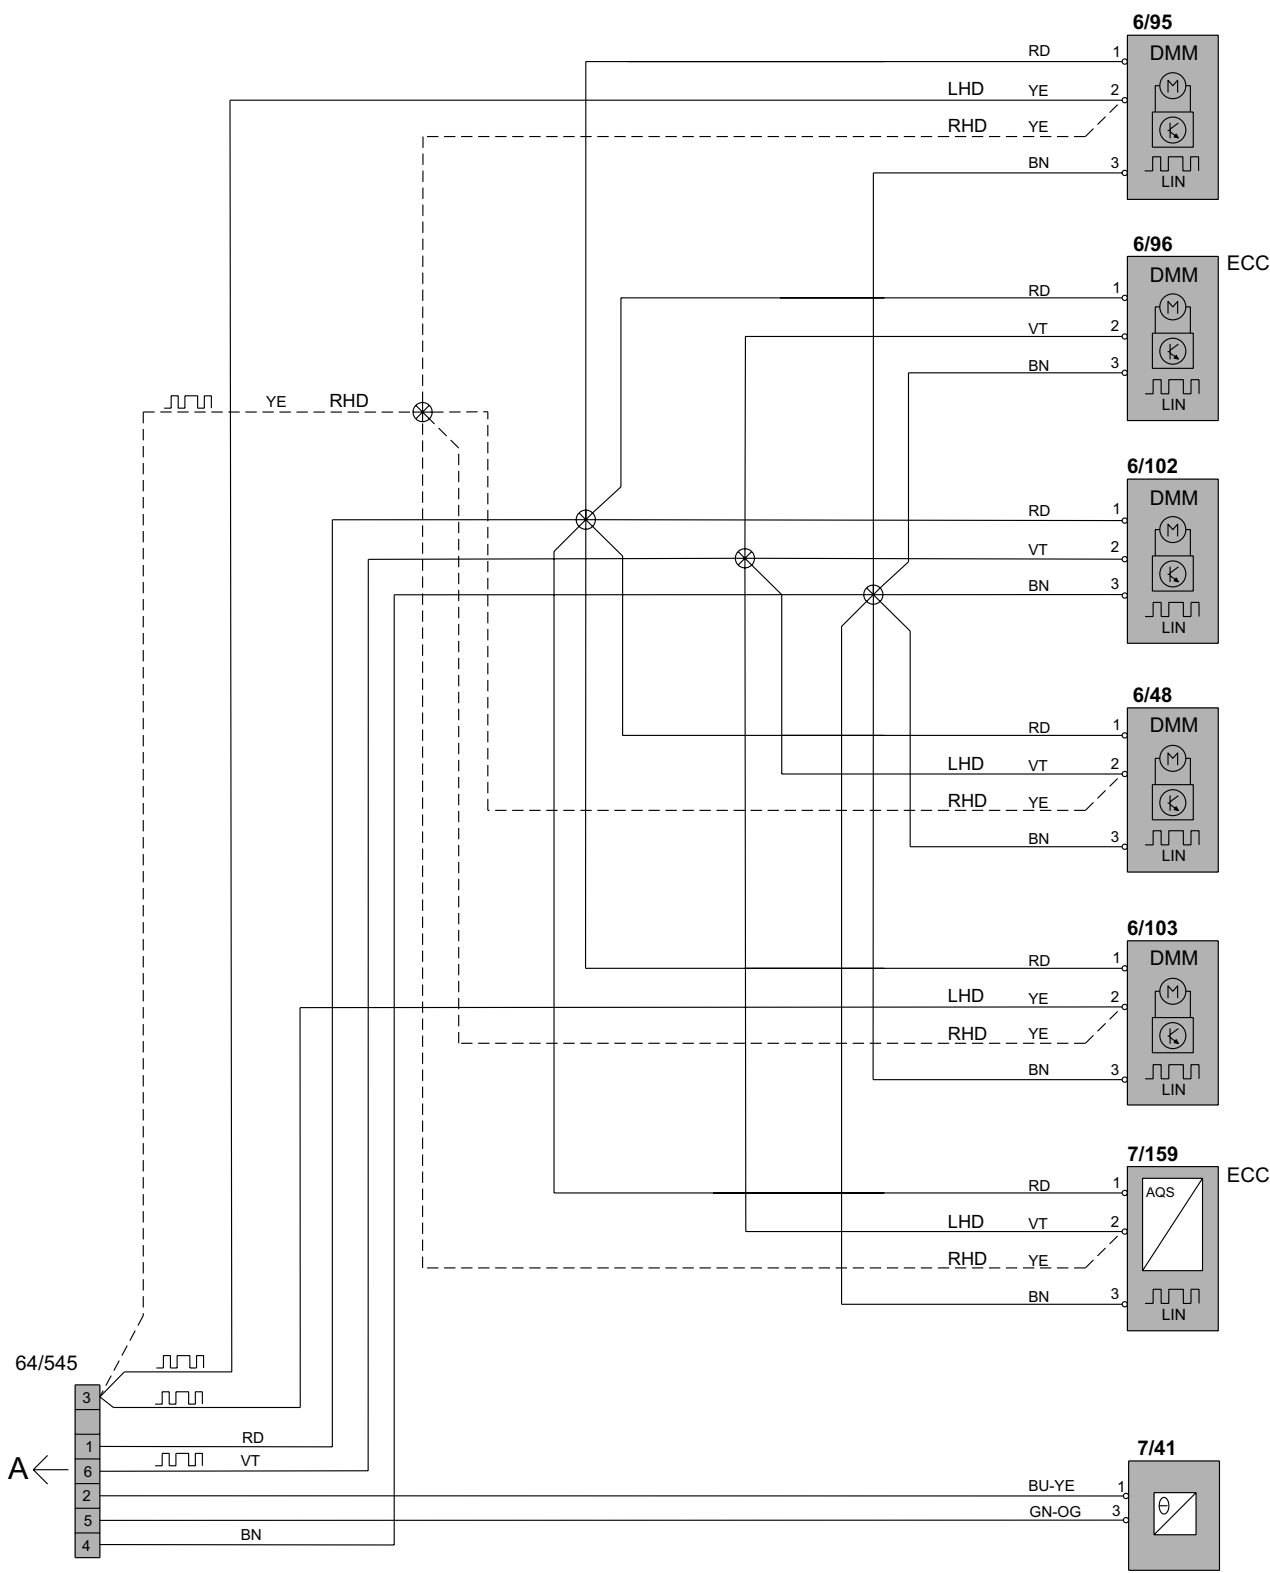 6/95
RD 1 DMM
LHD YE 2 M
RHD YE
BN 3
LIN
6/96
ECC
DMM
RD 1
M
VT 2
BN 3
YE RHD
LIN
6/102
DMM
RD 1
M
VT 2
BN 3
LIN
6/48
RD 1 DMM
M
LHD VT 2
RHD YE
BN 3
LIN
6/103
RD 1 DMM
LHD YE 2 M
RHD YE
BN 3
LIN
7/159
ECC
RD 1 AQS
LHD VT 2
RHD YE
BN 3
LIN
64/545
3
1 RD
7/41
A 6 VT
2 BU-YE 1
θ
5 GN-OG 3
4 BN